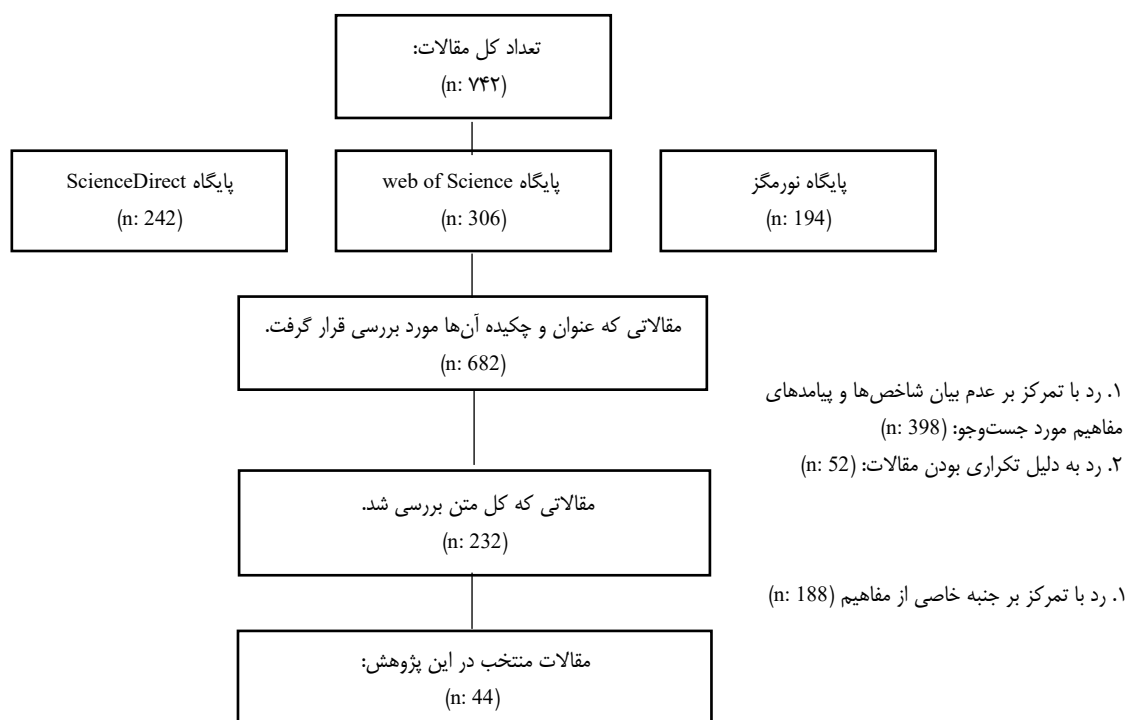 تعداد کل مقالات:
(n: ۷۴۲)
پایگاه نورمگز
(n: 194)
پایگاه web of Science
(n: 306)
پایگاه ScienceDirect
(n: 242)
مقالاتی که عنوان و چکیده آن‌ها مورد بررسی قرار گرفت.
(n: 682)
۱. رد با تمرکز بر عدم بیان شاخص‌ها و پیامدهای
مفاهیم مورد جست‌وجو: (n: 398)
۲. رد به دلیل تکراری بودن مقالات: (n: 52)
مقالاتی که کل متن بررسی شد.
(n: 232)
۱. رد با تمرکز بر جنبه خاصی از مفاهیم (n: 188)
مقالات منتخب در این پژوهش:
(n: 44)